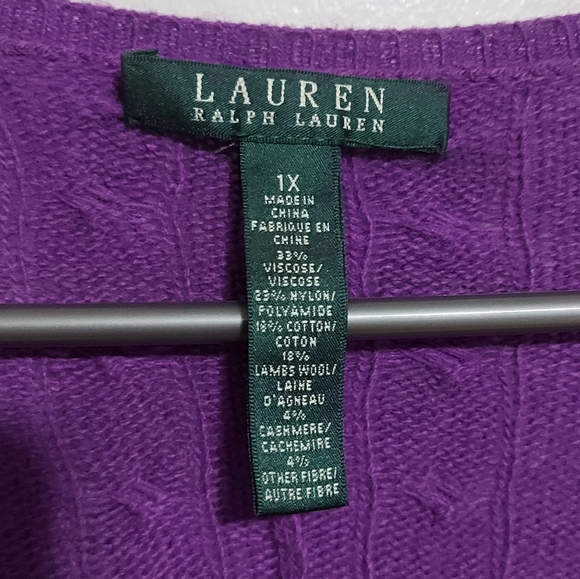 LAUREN
RALPH LAUREN
1X
MADE IN
CHINA
FABRIQUE EN
CHINE
33%
VISCOSE/
VISCOSE
23% NYLON/
POLYAMIDE
18% COTTON/
COTON
18%
LAMBS WOOL/
LAINE
D'AGNEAU
4%
CASHMERE/
CACHEMIRE
4%
OTHER FIBRE/
AUTRE FIBRE